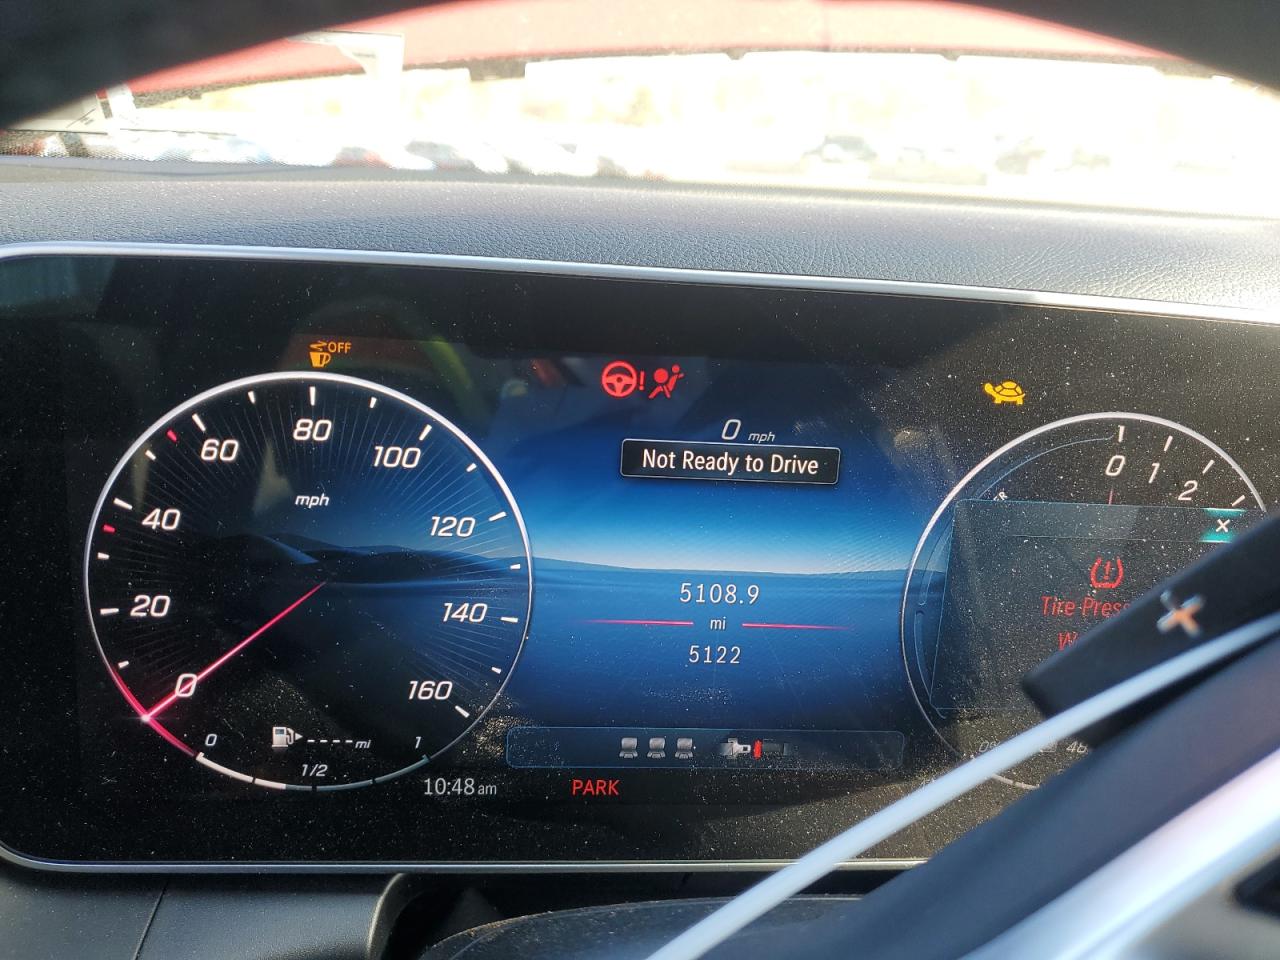 OFF
0 mph
Not Ready to Drive
60
80
100
mph
40
120
20
140
0
160
5108.9
mi
5122
0
1
2
×
Tire
0
-----mi
1
1/2
10:48 am
PARK
48